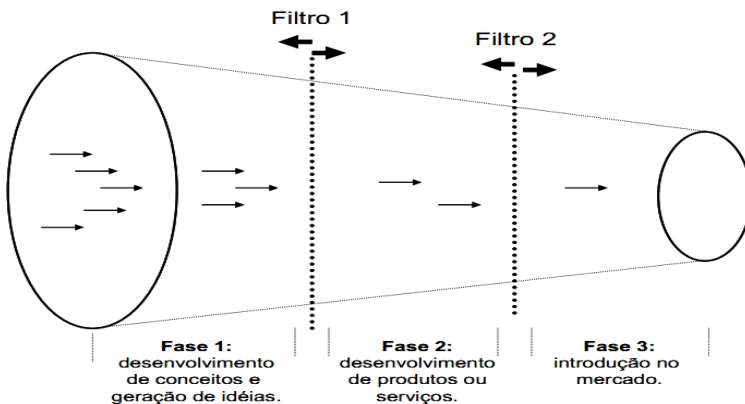 Filtro 1
Filtro 2
Fase 1:
desenvolvimento
de conceitos e
geração de idéias.
Fase 2:
desenvolvimento
de produtos ou
serviços.
Fase 3:
introdução no
mercado.